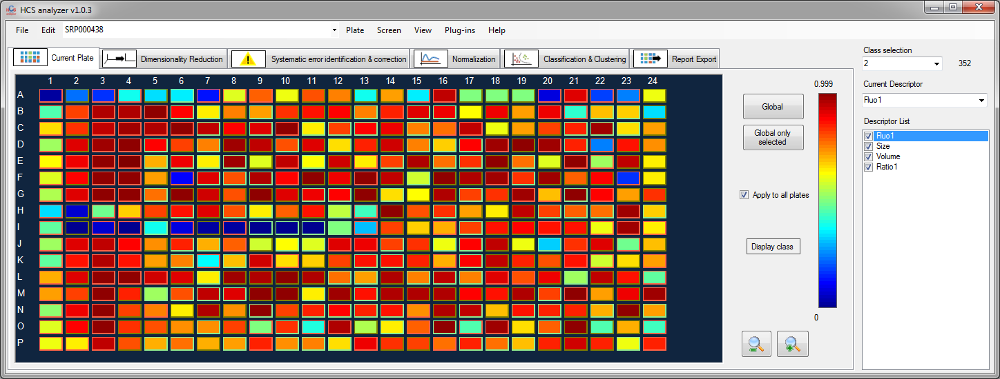 HCS analyzer v1.0.3
File Edit SRP000438 Plate Screen View Plug-ins Help
Current Plate Dimensionality Reduction Systematic error identification & correction Normalization Classification & Clustering Report Export
1 2 3 4 5 6 7 8 9 10 11 12 13 14 15 16 17 18 19 20 21 22 23 24
A
B
C
D
E
F
G
H
I
J
K
L
M
N
O
P
Global
Global only
selected
Apply to all plates
Display class
0.999
0
Class selection
2 352
Current Descriptor
Fluo1
Descriptor List
Fluo1
Size
Volume
Ratio1